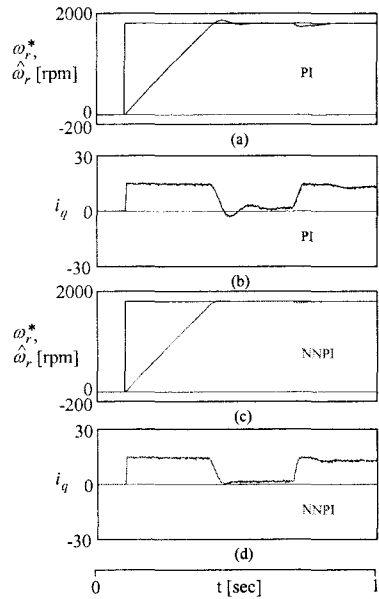 2000
ω_r^*,
ω̂_r [rpm]
PI
0
-200
(a)
30
i_q
0
PI
-30
(b)
2000
ω_r^*,
ω̂_r [rpm]
NNPI
0
-200
(c)
30
i_q
0
NNPI
-30
(d)
0 t [sec] 1